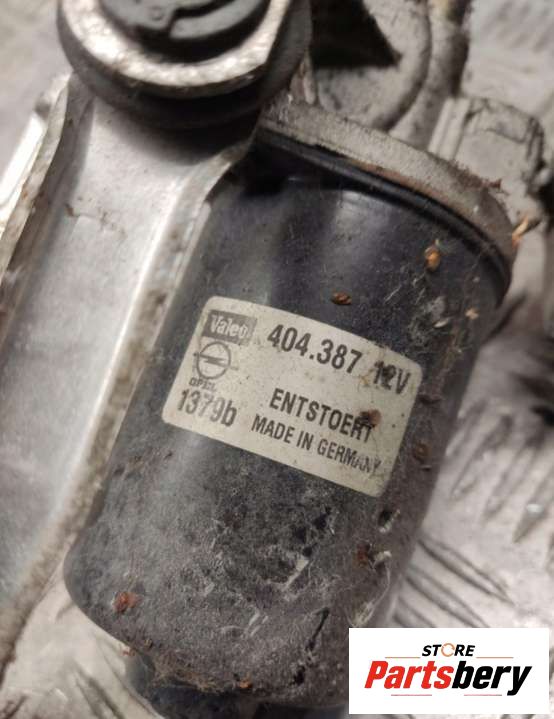 Valeo 404.387 12V
OPEL
1379b ENTSTOERT
MADE IN GERMANY
STORE
Partsbery